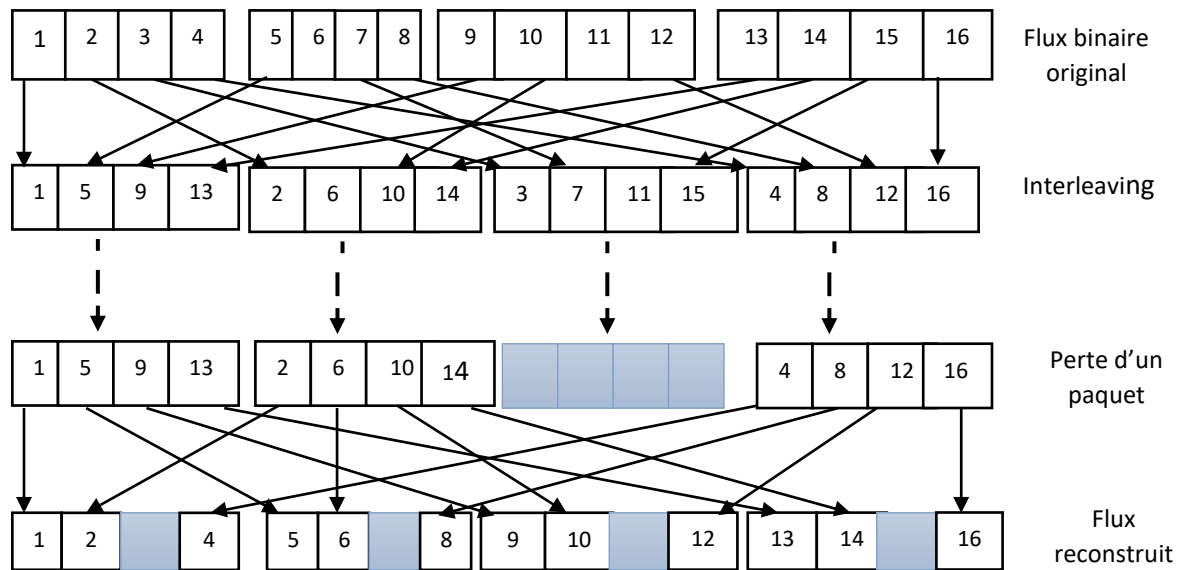 1 2 3 4 5 6 7 8 9 10 11 12 13 14 15 16
Flux binaire
original
1 5 9 13 2 6 10 14 3 7 11 15 4 8 12 16
Interleaving
1 5 9 13 2 6 10 14 4 8 12 16
Perte d’un
paquet
1 2 4 5 6 8 9 10 12 13 14 16
Flux
reconstruit